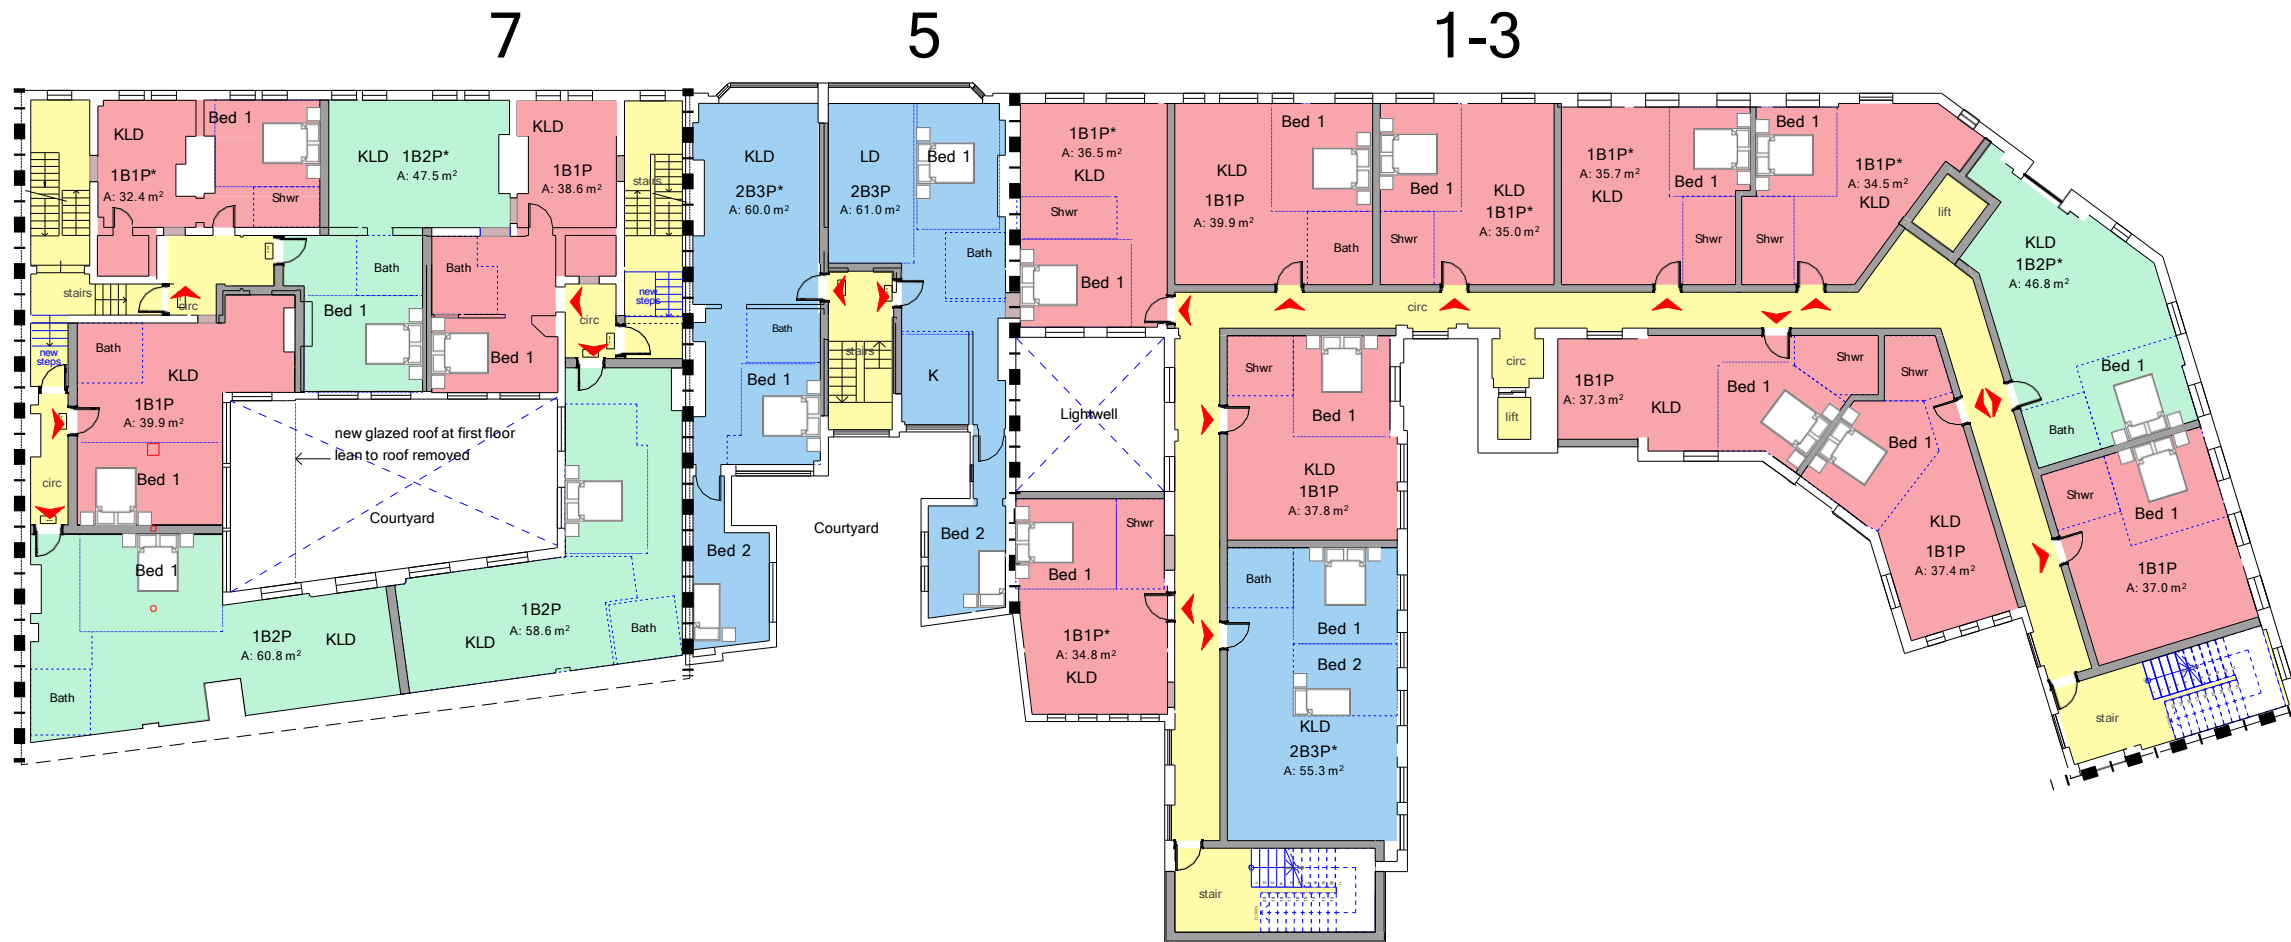 7
5
1-3
KLD
1B1P*
A: 32.4 m²
Bed 1
Shwr
KLD 1B2P*
A: 47.5 m²
Bath
Bed 1
KLD
1B1P
A: 38.6 m²
Bath
Bed 1
stairs
new
steps
circ
stairs
circ
new
steps
Bath
KLD
1B1P
A: 39.9 m²
Bed 1
circ
new glazed roof at first floor
lean to roof removed
Courtyard
Bed 1
1B2P
A: 60.8 m²
KLD
Bath
1B2P
A: 58.6 m²
KLD
Bath
KLD
2B3P*
A: 60.0 m²
Bath
Bed 1
Bed 2
LD
2B3P
A: 61.0 m²
Bed 1
Bath
stairs
K
Courtyard
Bed 2
1B1P*
A: 36.5 m²
KLD
Shwr
Bed 1
Bed 1
KLD
1B1P
A: 39.9 m²
Bath
Bed 1
KLD
1B1P*
A: 35.0 m²
Shwr
1B1P*
A: 35.7 m²
KLD
Bed 1
Shwr
Bed 1
1B1P*
A: 34.5 m²
KLD
Shwr
lift
KLD
1B2P*
A: 46.8 m²
Bed 1
Bath
circ
circ
lift
Lightwell
Shwr
Bed 1
KLD
1B1P
A: 37.8 m²
1B1P
A: 37.3 m²
KLD
Bed 1
Shwr
Shwr
Bed 1
KLD
1B1P
A: 37.4 m²
Shwr
Bed 1
1B1P
A: 37.0 m²
Shwr
Bed 1
1B1P*
A: 34.8 m²
KLD
Bath
Bed 1
Bed 2
KLD
2B3P*
A: 55.3 m²
stair
stair